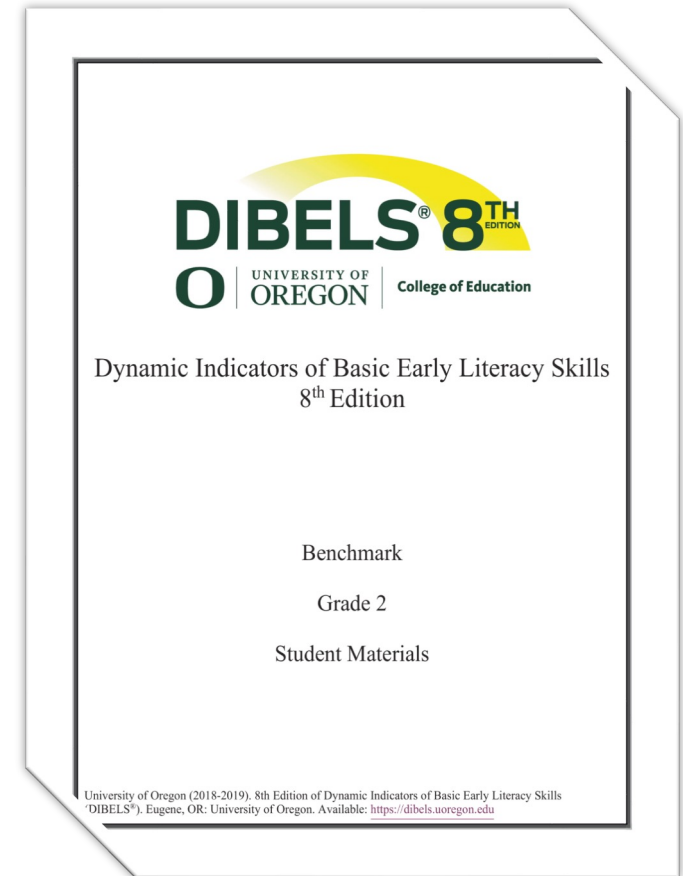 DIBELS® 8TH EDITION
O UNIVERSITY OF OREGON College of Education
Dynamic Indicators of Basic Early Literacy Skills
8th Edition
Benchmark
Grade 2
Student Materials
University of Oregon (2018-2019). 8th Edition of Dynamic Indicators of Basic Early Literacy Skills
(DIBELS®). Eugene, OR: University of Oregon. Available: https://dibels.uoregon.edu